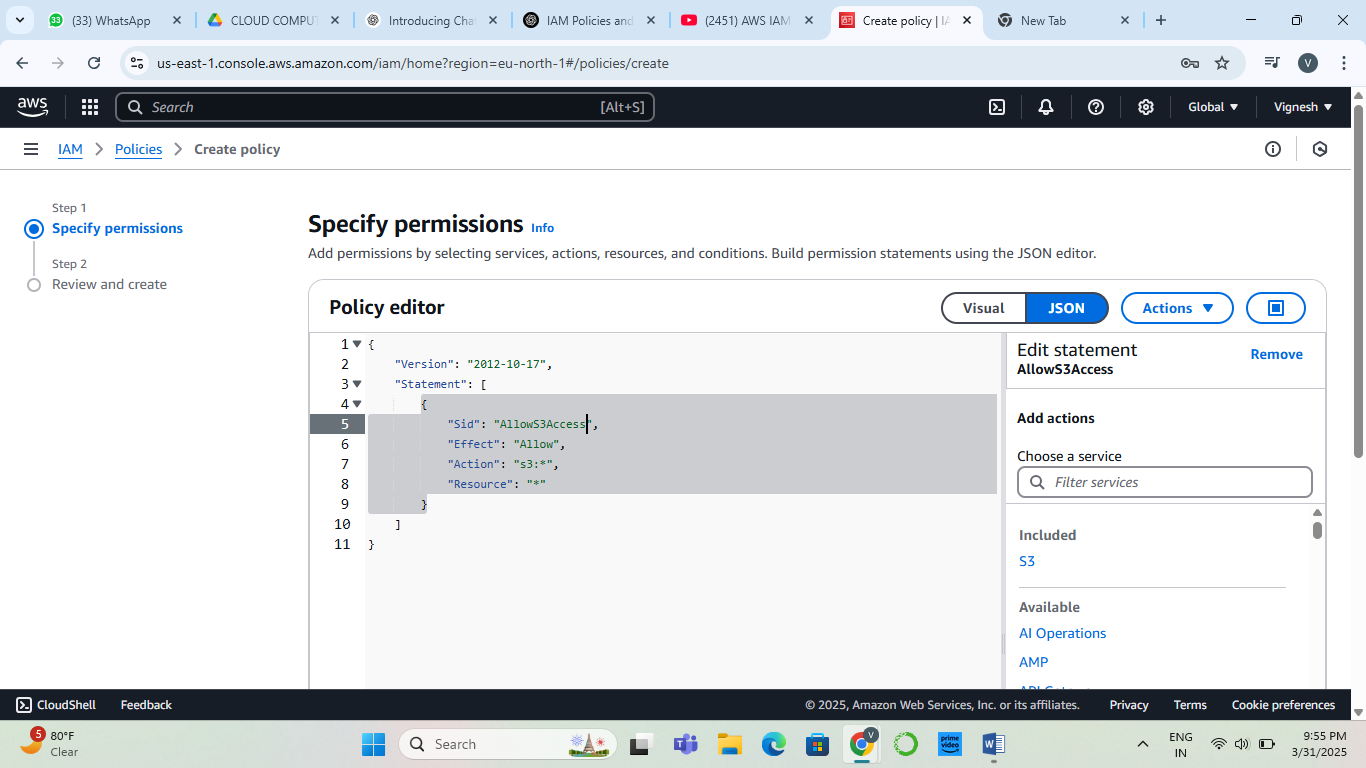 (33) WhatsApp
CLOUD COMPUT
Introducing Cha
IAM Policies and
(2451) AWS IAM
Create policy | IA
New Tab
us-east-1.console.aws.amazon.com/iam/home?region=eu-north-1#/policies/create
V
aws
Search
[Alt+S]
Global
Vignesh
IAM
Policies
Create policy
Step 1
Specify permissions
Step 2
Review and create
Specify permissions Info
Add permissions by selecting services, actions, resources, and conditions. Build permission statements using the JSON editor.
Policy editor
Visual
JSON
Actions
1 {
2 "Version": "2012-10-17",
3 "Statement": [
4 {
5 "Sid": "AllowS3Access",
6 "Effect": "Allow",
7 "Action": "s3:*",
8 "Resource": "*"
9 }
10 ]
11 }
Edit statement
Remove
AllowS3Access
Add actions
Choose a service
Filter services
Included
S3
Available
AI Operations
AMP
CloudShell
Feedback
© 2025, Amazon Web Services, Inc. or its affiliates.
Privacy
Terms
Cookie preferences
5
80°F
Clear
Search
prime video
V
ENG
IN
9:55 PM
3/31/2025